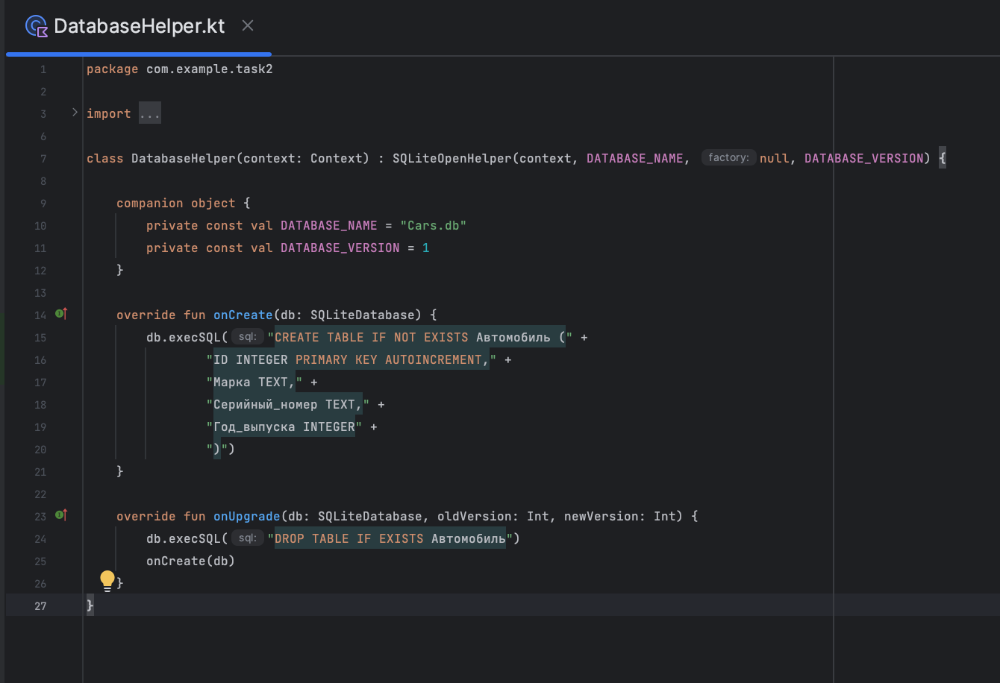 DatabaseHelper.kt
1 package com.example.task2
2
3 import ...
6
7 class DatabaseHelper(context: Context) : SQLiteOpenHelper(context, DATABASE_NAME, factory: null, DATABASE_VERSION) {
8
9 companion object {
10 private const val DATABASE_NAME = "Cars.db"
11 private const val DATABASE_VERSION = 1
12 }
13
14 override fun onCreate(db: SQLiteDatabase) {
15 db.execSQL( sql: "CREATE TABLE IF NOT EXISTS Автомобиль (" +
16 "ID INTEGER PRIMARY KEY AUTOINCREMENT," +
17 "Марка TEXT," +
18 "Серийный_номер TEXT," +
19 "Год_выпуска INTEGER" +
20 ")")
21 }
22
23 override fun onUpgrade(db: SQLiteDatabase, oldVersion: Int, newVersion: Int) {
24 db.execSQL( sql: "DROP TABLE IF EXISTS Автомобиль")
25 onCreate(db)
26 }
27 }